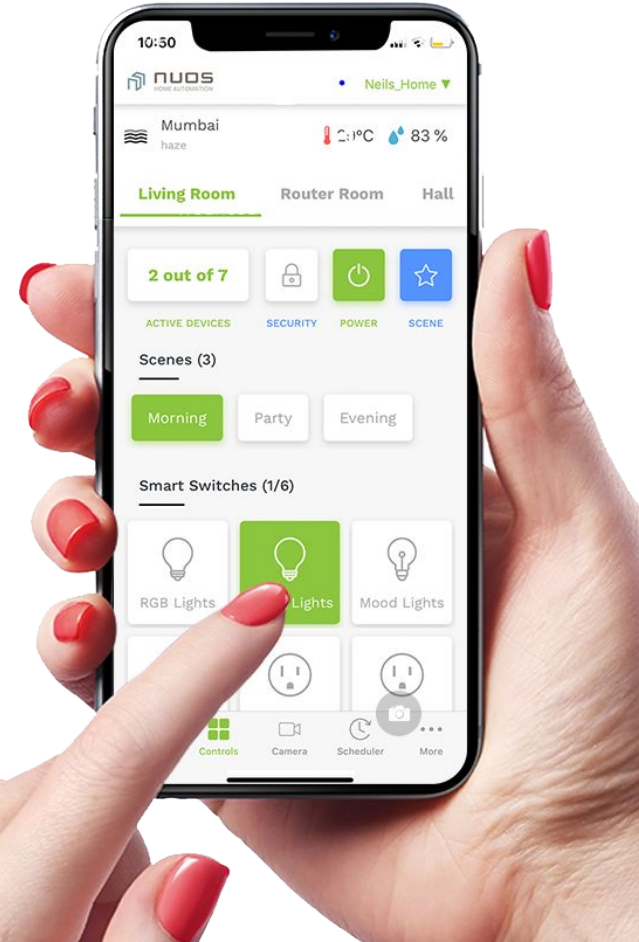 10:50
NUOS
HOME AUTOMATION
Neils_Home ▼
Mumbai
haze
°C
83 %
Living Room
Router Room
Hall
2 out of 7
ACTIVE DEVICES
SECURITY
POWER
SCENE
Scenes (3)
Morning
Party
Evening
Smart Switches (1/6)
RGB Lights
Lights
Mood Lights
Controls
Camera
Scheduler
More